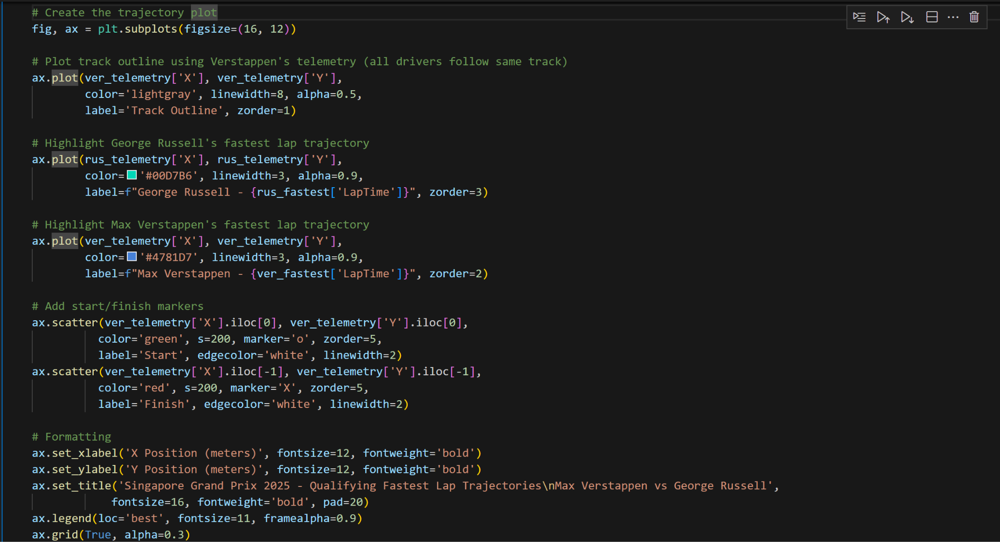 # Create the trajectory plot
fig, ax = plt.subplots(figsize=(16, 12))
# Plot track outline using Verstappen's telemetry (all drivers follow same track)
ax.plot(ver_telemetry['X'], ver_telemetry['Y'],
color='lightgray', linewidth=8, alpha=0.5,
label='Track Outline', zorder=1)
# Highlight George Russell's fastest lap trajectory
ax.plot(rus_telemetry['X'], rus_telemetry['Y'],
color='#00D7B6', linewidth=3, alpha=0.9,
label=f"George Russell - {rus_fastest['LapTime']}", zorder=3)
# Highlight Max Verstappen's fastest lap trajectory
ax.plot(ver_telemetry['X'], ver_telemetry['Y'],
color='#4781D7', linewidth=3, alpha=0.9,
label=f"Max Verstappen - {ver_fastest['LapTime']}", zorder=2)
# Add start/finish markers
ax.scatter(ver_telemetry['X'].iloc[0], ver_telemetry['Y'].iloc[0],
color='green', s=200, marker='o', zorder=5,
label='Start', edgecolor='white', linewidth=2)
ax.scatter(ver_telemetry['X'].iloc[-1], ver_telemetry['Y'].iloc[-1],
color='red', s=200, marker='X', zorder=5,
label='Finish', edgecolor='white', linewidth=2)
# Formatting
ax.set_xlabel('X Position (meters)', fontsize=12, fontweight='bold')
ax.set_ylabel('Y Position (meters)', fontsize=12, fontweight='bold')
ax.set_title('Singapore Grand Prix 2025 - Qualifying Fastest Lap Trajectories\nMax Verstappen vs George Russell',
fontsize=16, fontweight='bold', pad=20)
ax.legend(loc='best', fontsize=11, framealpha=0.9)
ax.grid(True, alpha=0.3)